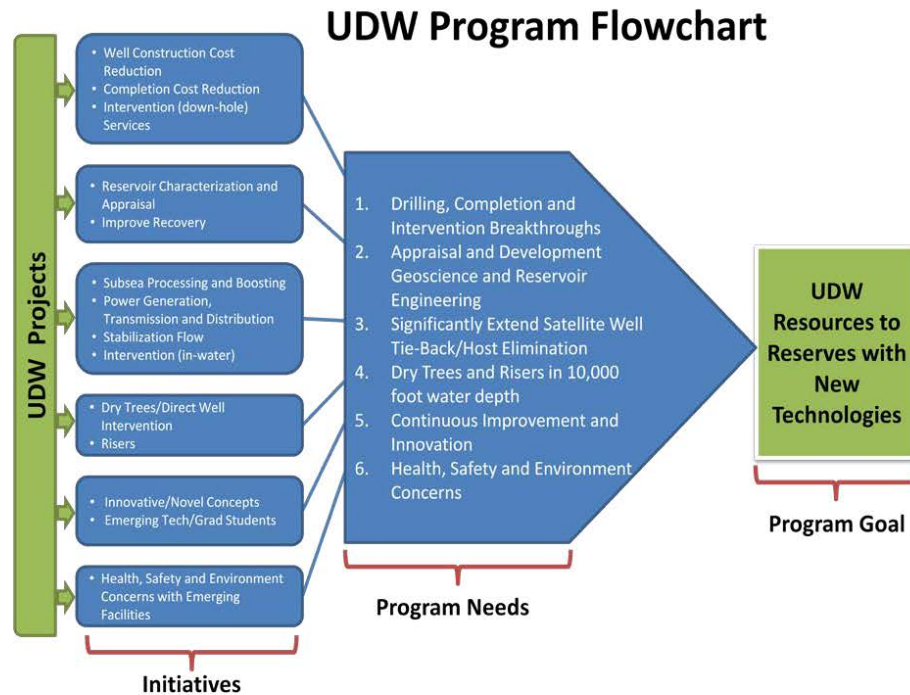 UDW Program Flowchart
UDW Projects
• Well Construction Cost
Reduction
• Completion Cost Reduction
• Intervention (down-hole)
Services
• Reservoir Characterization and
Appraisal
• Improve Recovery
• Subsea Processing and Boosting
• Power Generation,
Transmission and Distribution
• Stabilization Flow
• Intervention (in-water)
• Dry Trees/Direct Well
Intervention
• Risers
• Innovative/Novel Concepts
• Emerging Tech/Grad Students
• Health, Safety and Environment
Concerns with Emerging
Facilities
Initiatives
1. Drilling, Completion and
Intervention Breakthroughs
2. Appraisal and Development
Geoscience and Reservoir
Engineering
3. Significantly Extend Satellite Well
Tie-Back/Host Elimination
4. Dry Trees and Risers in 10,000
foot water depth
5. Continuous Improvement and
Innovation
6. Health, Safety and Environment
Concerns
Program Needs
UDW
Resources to
Reserves with
New
Technologies
Program Goal